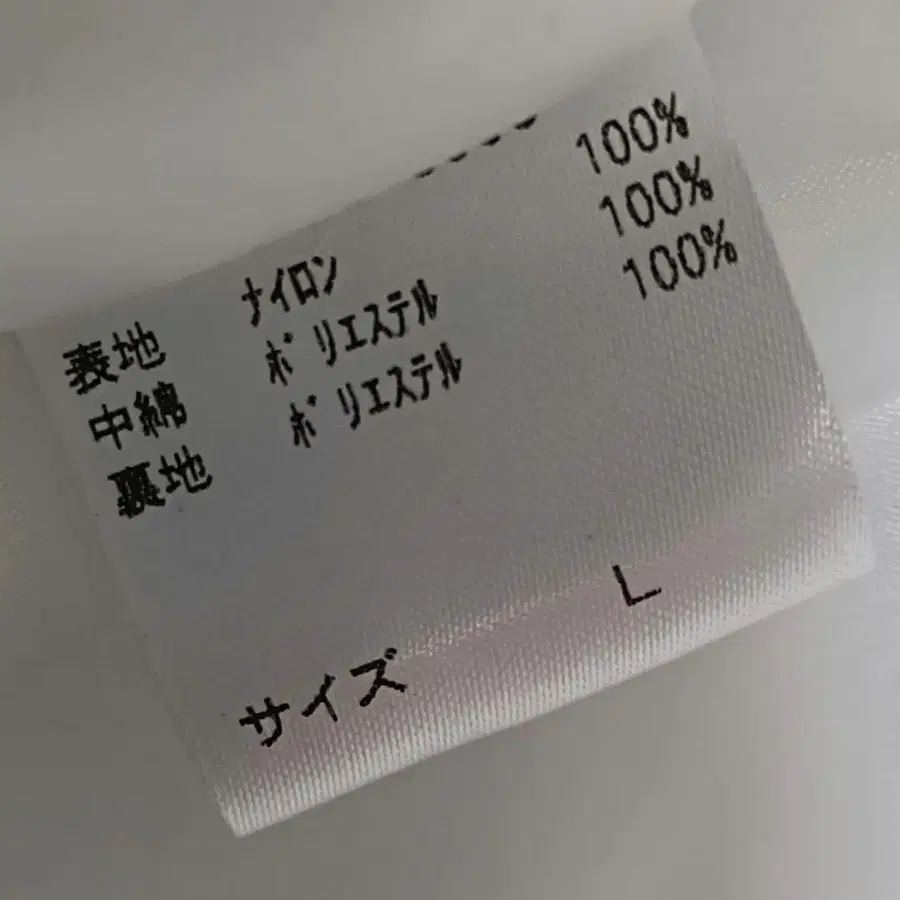 表地 ﾅｲﾛﾝ 100%
中綿 ﾎﾟﾘｴｽﾃﾙ 100%
裏地 ﾎﾟﾘｴｽﾃﾙ 100%
サイズ L